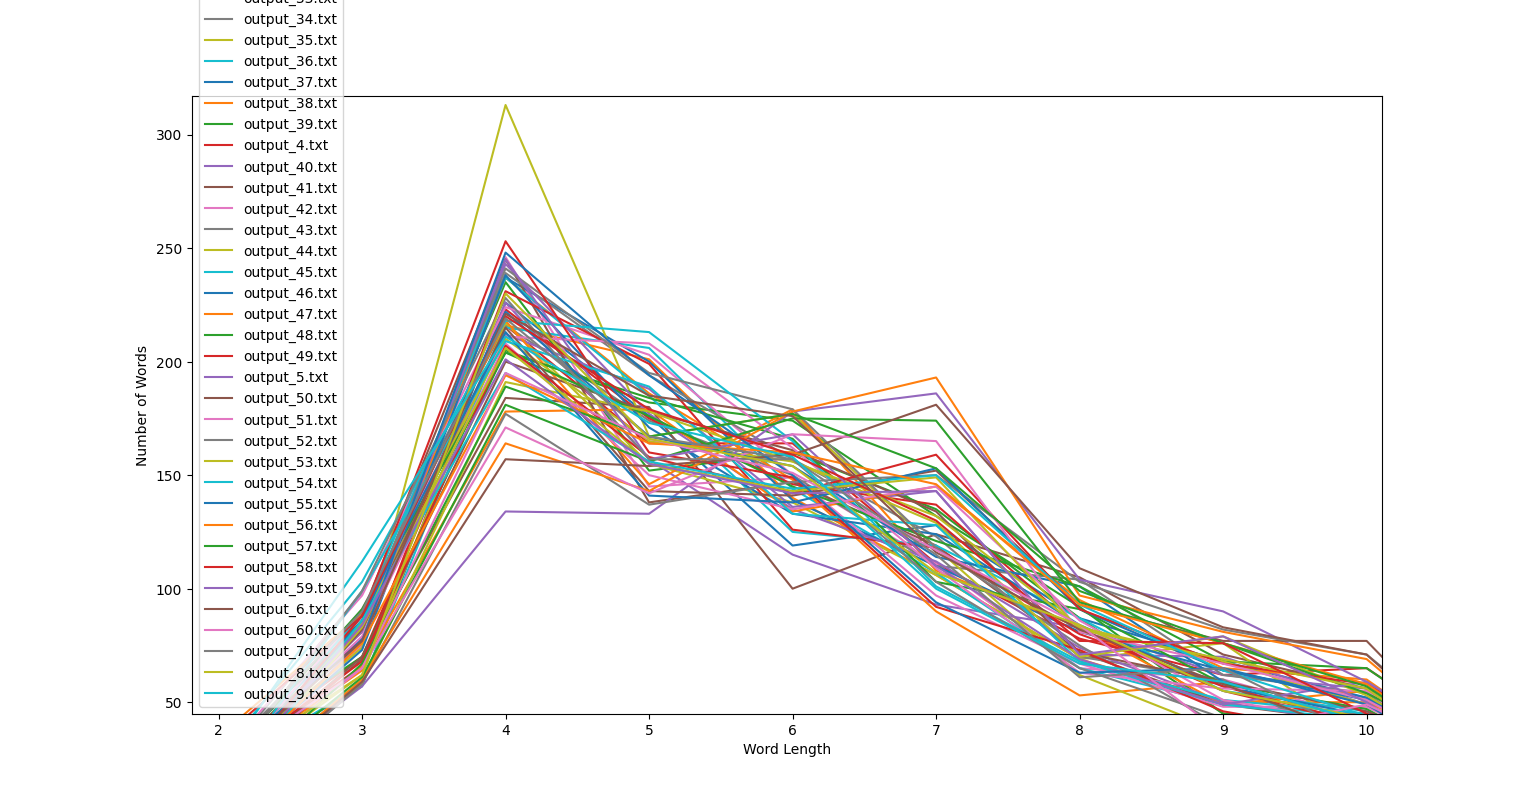 output_34.txt
output_35.txt
output_36.txt
output_37.txt
output_38.txt
output_39.txt
output_4.txt
output_40.txt
output_41.txt
output_42.txt
output_43.txt
output_44.txt
output_45.txt
output_46.txt
output_47.txt
output_48.txt
output_49.txt
output_5.txt
output_50.txt
output_51.txt
output_52.txt
output_53.txt
output_54.txt
output_55.txt
output_56.txt
output_57.txt
output_58.txt
output_59.txt
output_6.txt
output_60.txt
output_7.txt
output_8.txt
output_9.txt
300
250
200
150
100
50
Number of Words
2 3 4 5 6 7 8 9 10
Word Length